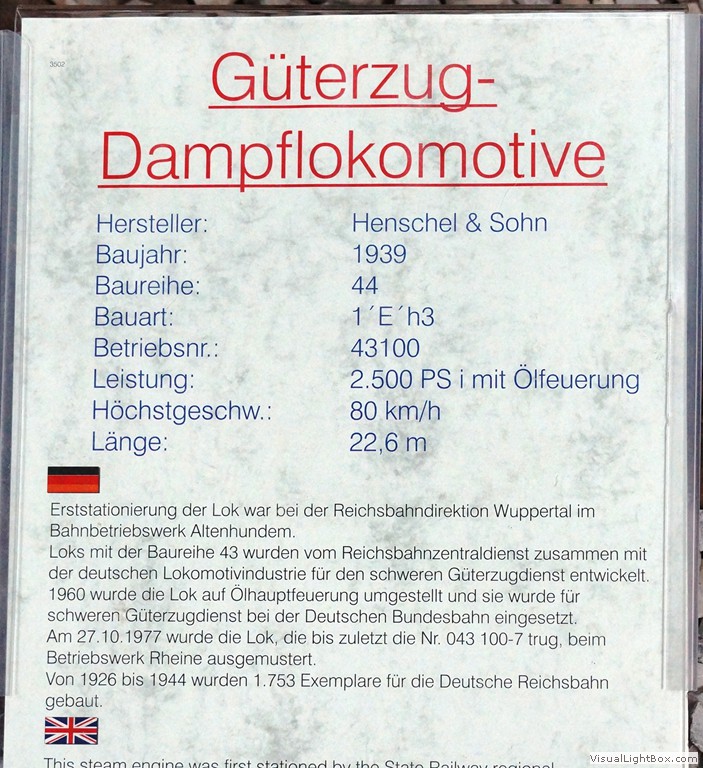 3502
Güterzug-
Dampflokomotive
Hersteller: Henschel & Sohn
Baujahr: 1939
Baureihe: 44
Bauart: 1´E´h3
Betriebsnr.: 43100
Leistung: 2.500 PS i mit Ölfeuerung
Höchstgeschw.: 80 km/h
Länge: 22,6 m
Erststationierung der Lok war bei der Reichsbahndirektion Wuppertal im
Bahnbetriebswerk Altenhundem.
Loks mit der Baureihe 43 wurden vom Reichsbahnzentraldienst zusammen mit
der deutschen Lokomotivindustrie für den schweren Güterzugdienst entwickelt.
1960 wurde die Lok auf Ölhauptfeuerung umgestellt und sie wurde für
schweren Güterzugdienst bei der Deutschen Bundesbahn eingesetzt.
Am 27.10.1977 wurde die Lok, die bis zuletzt die Nr. 043 100-7 trug, beim
Betriebswerk Rheine ausgemustert.
Von 1926 bis 1944 wurden 1.753 Exemplare für die Deutsche Reichsbahn
gebaut.
This steam engine was first stationed by the State Railway regional
VisualLightBox.com